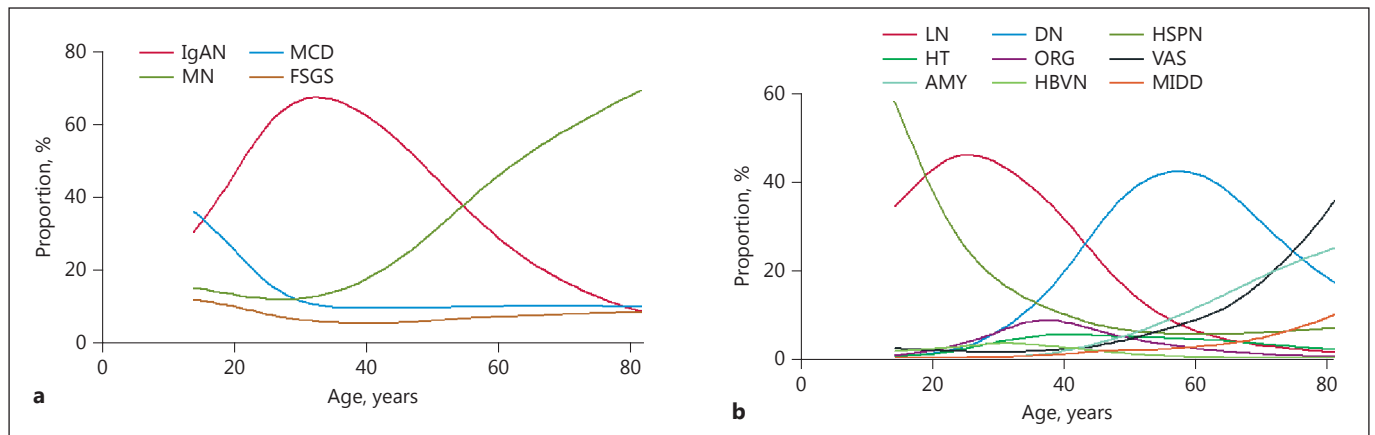 IgAN MCD
MN FSGS
80
60
40
20
0
Proportion, %
0 20 40 60 80
Age, years
a
LN DN HSPN
HT ORG VAS
AMY HBVN MIDD
60
40
20
0
Proportion, %
0 20 40 60 80
Age, years
b